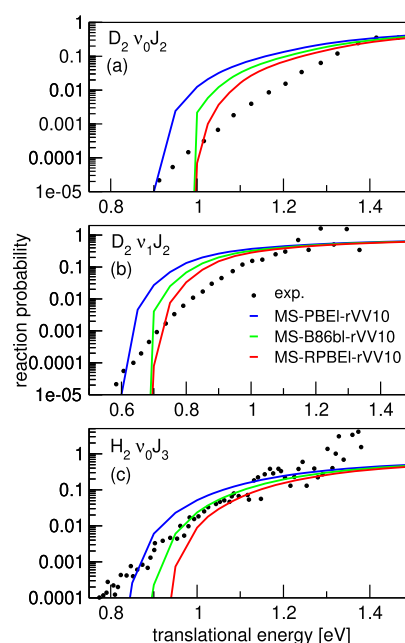 D2 ν0J2
(a)
1
0.1
0.01
0.001
0.0001
1e-05
0.8
1
1.2
1.4
D2 ν1J2
(b)
1
0.1
0.01
0.001
0.0001
1e-05
0.6
0.8
1
1.2
1.4
exp.
MS-PBEl-rVV10
MS-B86bl-rVV10
MS-RPBEl-rVV10
reaction probability
H2 ν0J3
(c)
1
0.1
0.01
0.001
0.0001
0.8
1
1.2
1.4
translational energy [eV]